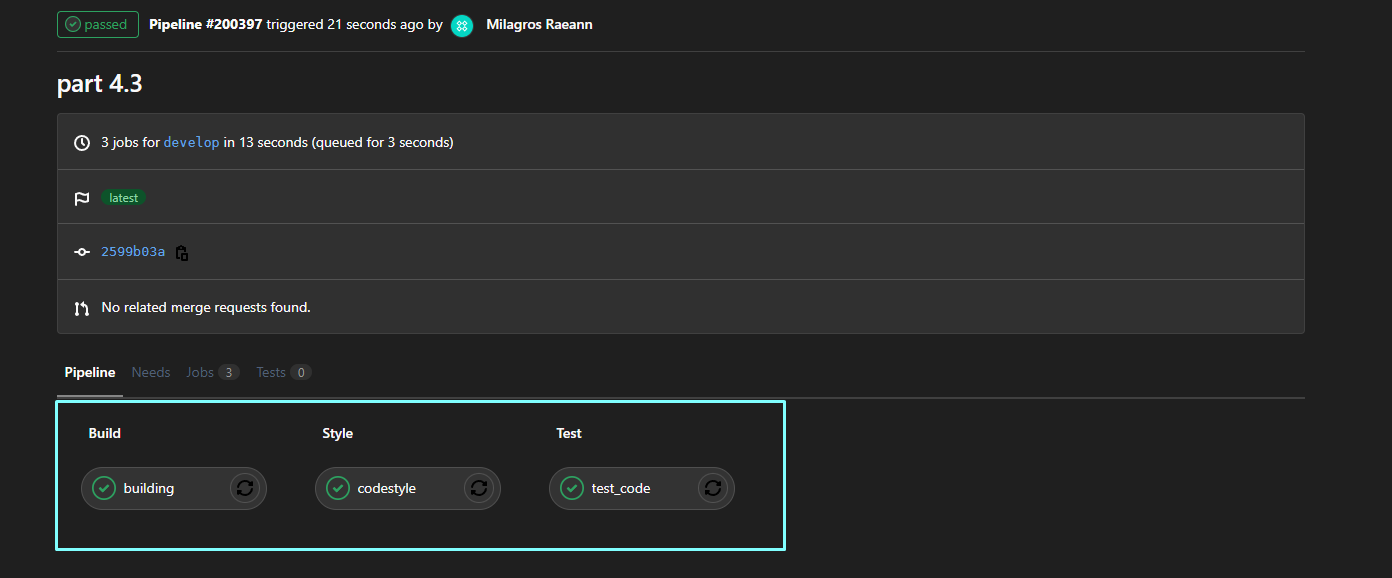 passed Pipeline #200397 triggered 21 seconds ago by Milagros Raeann
part 4.3
3 jobs for develop in 13 seconds (queued for 3 seconds)
latest
2599b03a
No related merge requests found.
Pipeline Needs Jobs 3 Tests 0
Build Style Test
building codestyle test_code